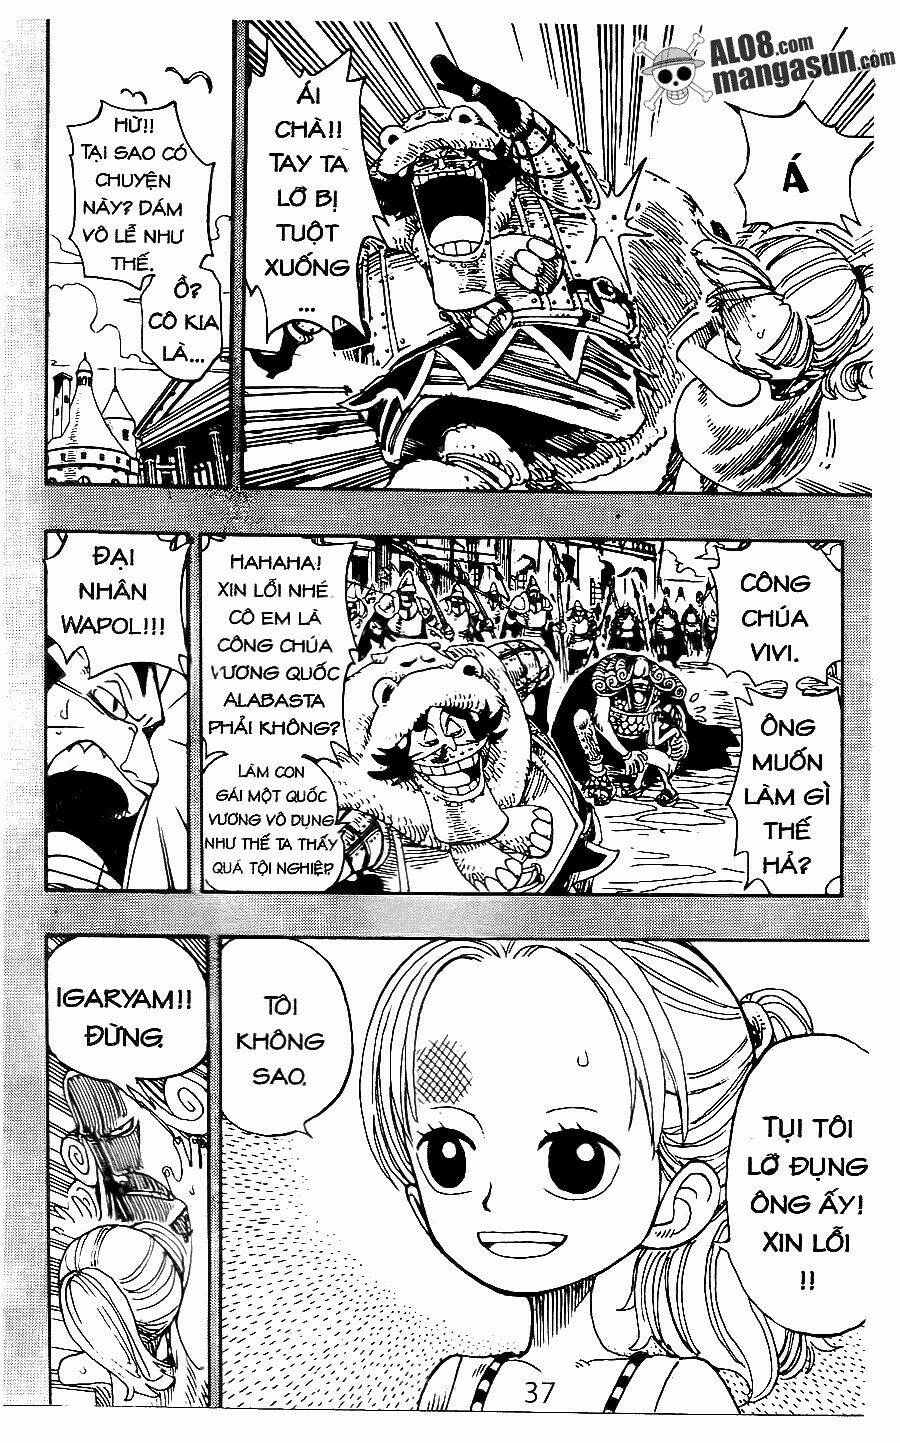 AL08.com
mangasun.com
Á
ÁI
CHÀ!!
TAY TA
LỠ BỊ
TUỘT
XUỐNG
...
HỪ!!
TẠI SAO CÓ
CHUYỆN
NÀY? DÁM
VÔ LỄ NHƯ
THẾ.
Ồ?
CÔ KIA
LÀ...
CÔNG
CHÚA
VIVI.
ÔNG
MUỐN
LÀM GÌ
THẾ
HẢ?
HAHAHA!
XIN LỖI NHÉ
CÔ EM LÀ
CÔNG CHÚA
VƯƠNG QUỐC
ALABASTA
PHẢI KHÔNG?
LÀM CON
GÁI MỘT QUỐC
VƯƠNG VÔ DỤNG
NHƯ THẾ TA THẤY
QUÁ TỘI NGHIỆP?
ĐẠI
NHÂN
WAPOL!!!
TỤI TÔI
LỠ ĐỤNG
ÔNG ẤY!
XIN LỖI
!!
TÔI
KHÔNG
SAO.
IGARYAM!!
ĐỪNG.
37